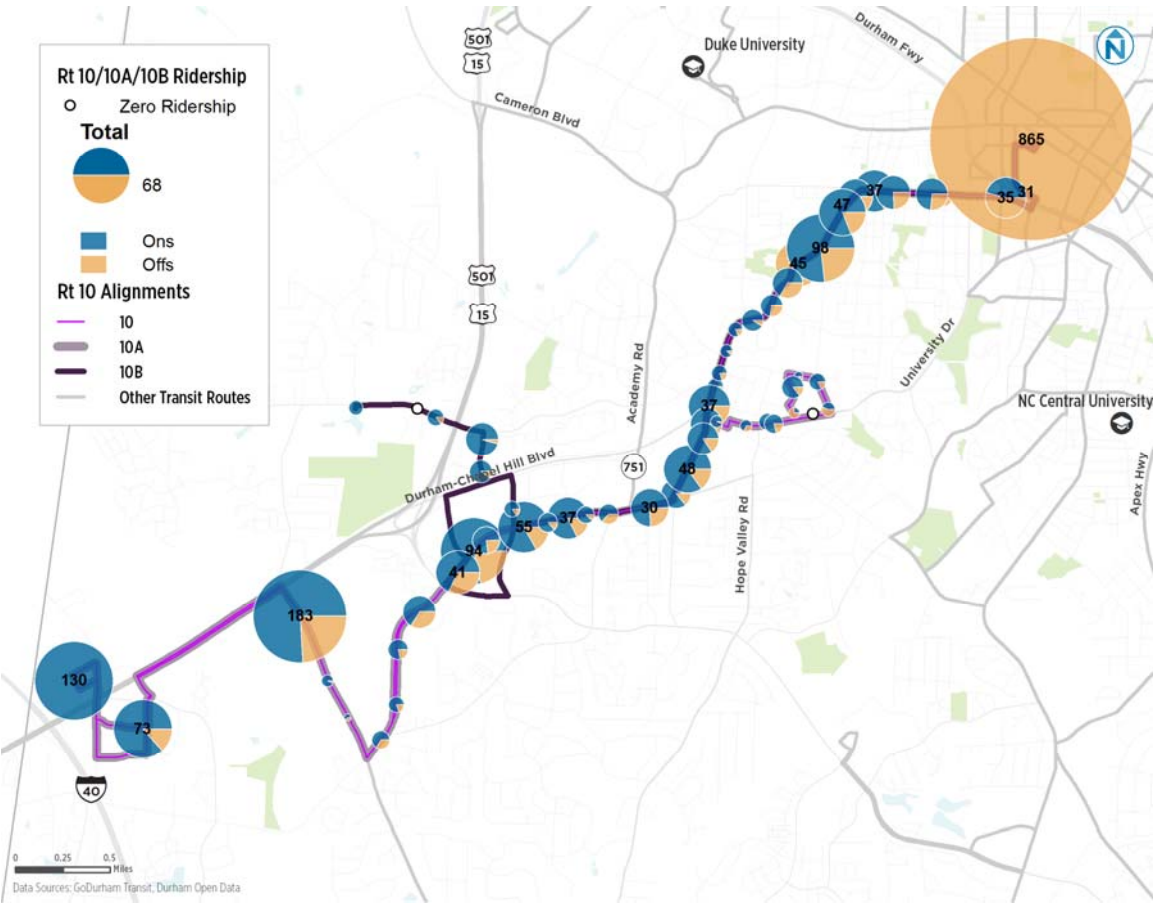 Rt 10/10A/10B Ridership
Zero Ridership
Total
68
Ons
Offs
Rt 10 Alignments
10
10A
10B
Other Transit Routes
501
15
Duke University
Durham Fwy
N
Cameron Blvd
865
37
35
31
47
98
45
501
15
Academy Rd
University Dr
37
NC Central University
751
48
Durham-Chapel Hill Blvd
Hope Valley Rd
Apex Hwy
30
37
55
94
41
183
130
73
40
0 0.25 0.5
Miles
Data Sources: GoDurham Transit, Durham Open Data